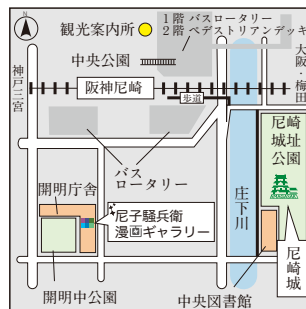 観光案内所
1階 バスロータリー
2階 ペデストリアンデッキ
中央公園
大阪・梅田
神戸三宮
阪神尼崎
歩道
尼崎城址公園
バス
ロータリー
庄下川
開明庁舎
尼子騒兵衛
漫画ギャラリー
尼崎城
開明中公園
中央図書館